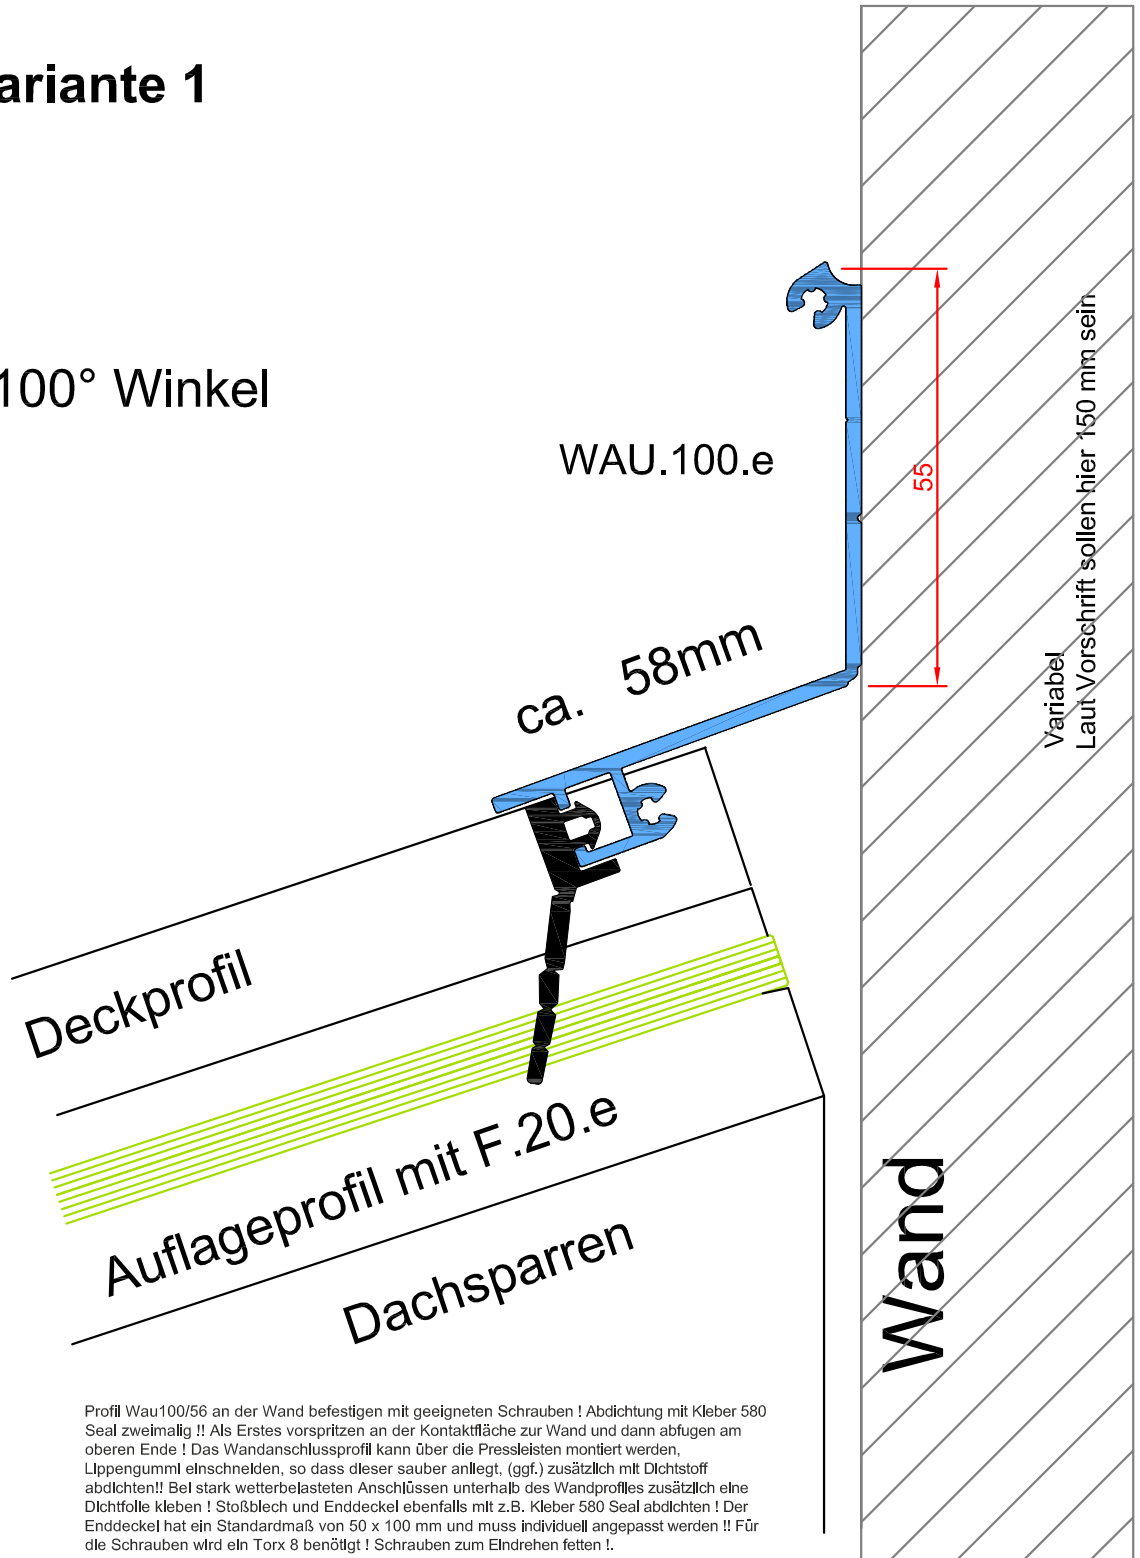 ariante 1
100° Winkel
WAU.100.e
55
Variabel
Laut Vorschrift sollen hier 150 mm sein
ca. 58mm
Deckprofil
Auflageprofil mit F.20.e
Dachsparren
Wand
Profil Wau100/56 an der Wand befestigen mit geeigneten Schrauben ! Abdichtung mit Kleber 580
Seal zweimalig !! Als Erstes vorspritzen an der Kontaktfläche zur Wand und dann abfugen am
oberen Ende ! Das Wandanschlussprofil kann über die Pressleisten montiert werden,
Lippengummi einschneiden, so dass dieser sauber anliegt, (ggf.) zusätzlich mit Dichtstoff
abdichten!! Bei stark wetterbelasteten Anschlüssen unterhalb des Wandprofiles zusätzlich eine
Dichtfolie kleben ! Stoßblech und Enddeckel ebenfalls mit z.B. Kleber 580 Seal abdichten ! Der
Enddeckel hat ein Standardmaß von 50 x 100 mm und muss individuell angepasst werden !! Für
die Schrauben wird ein Torx 8 benötigt ! Schrauben zum Eindrehen fetten !.